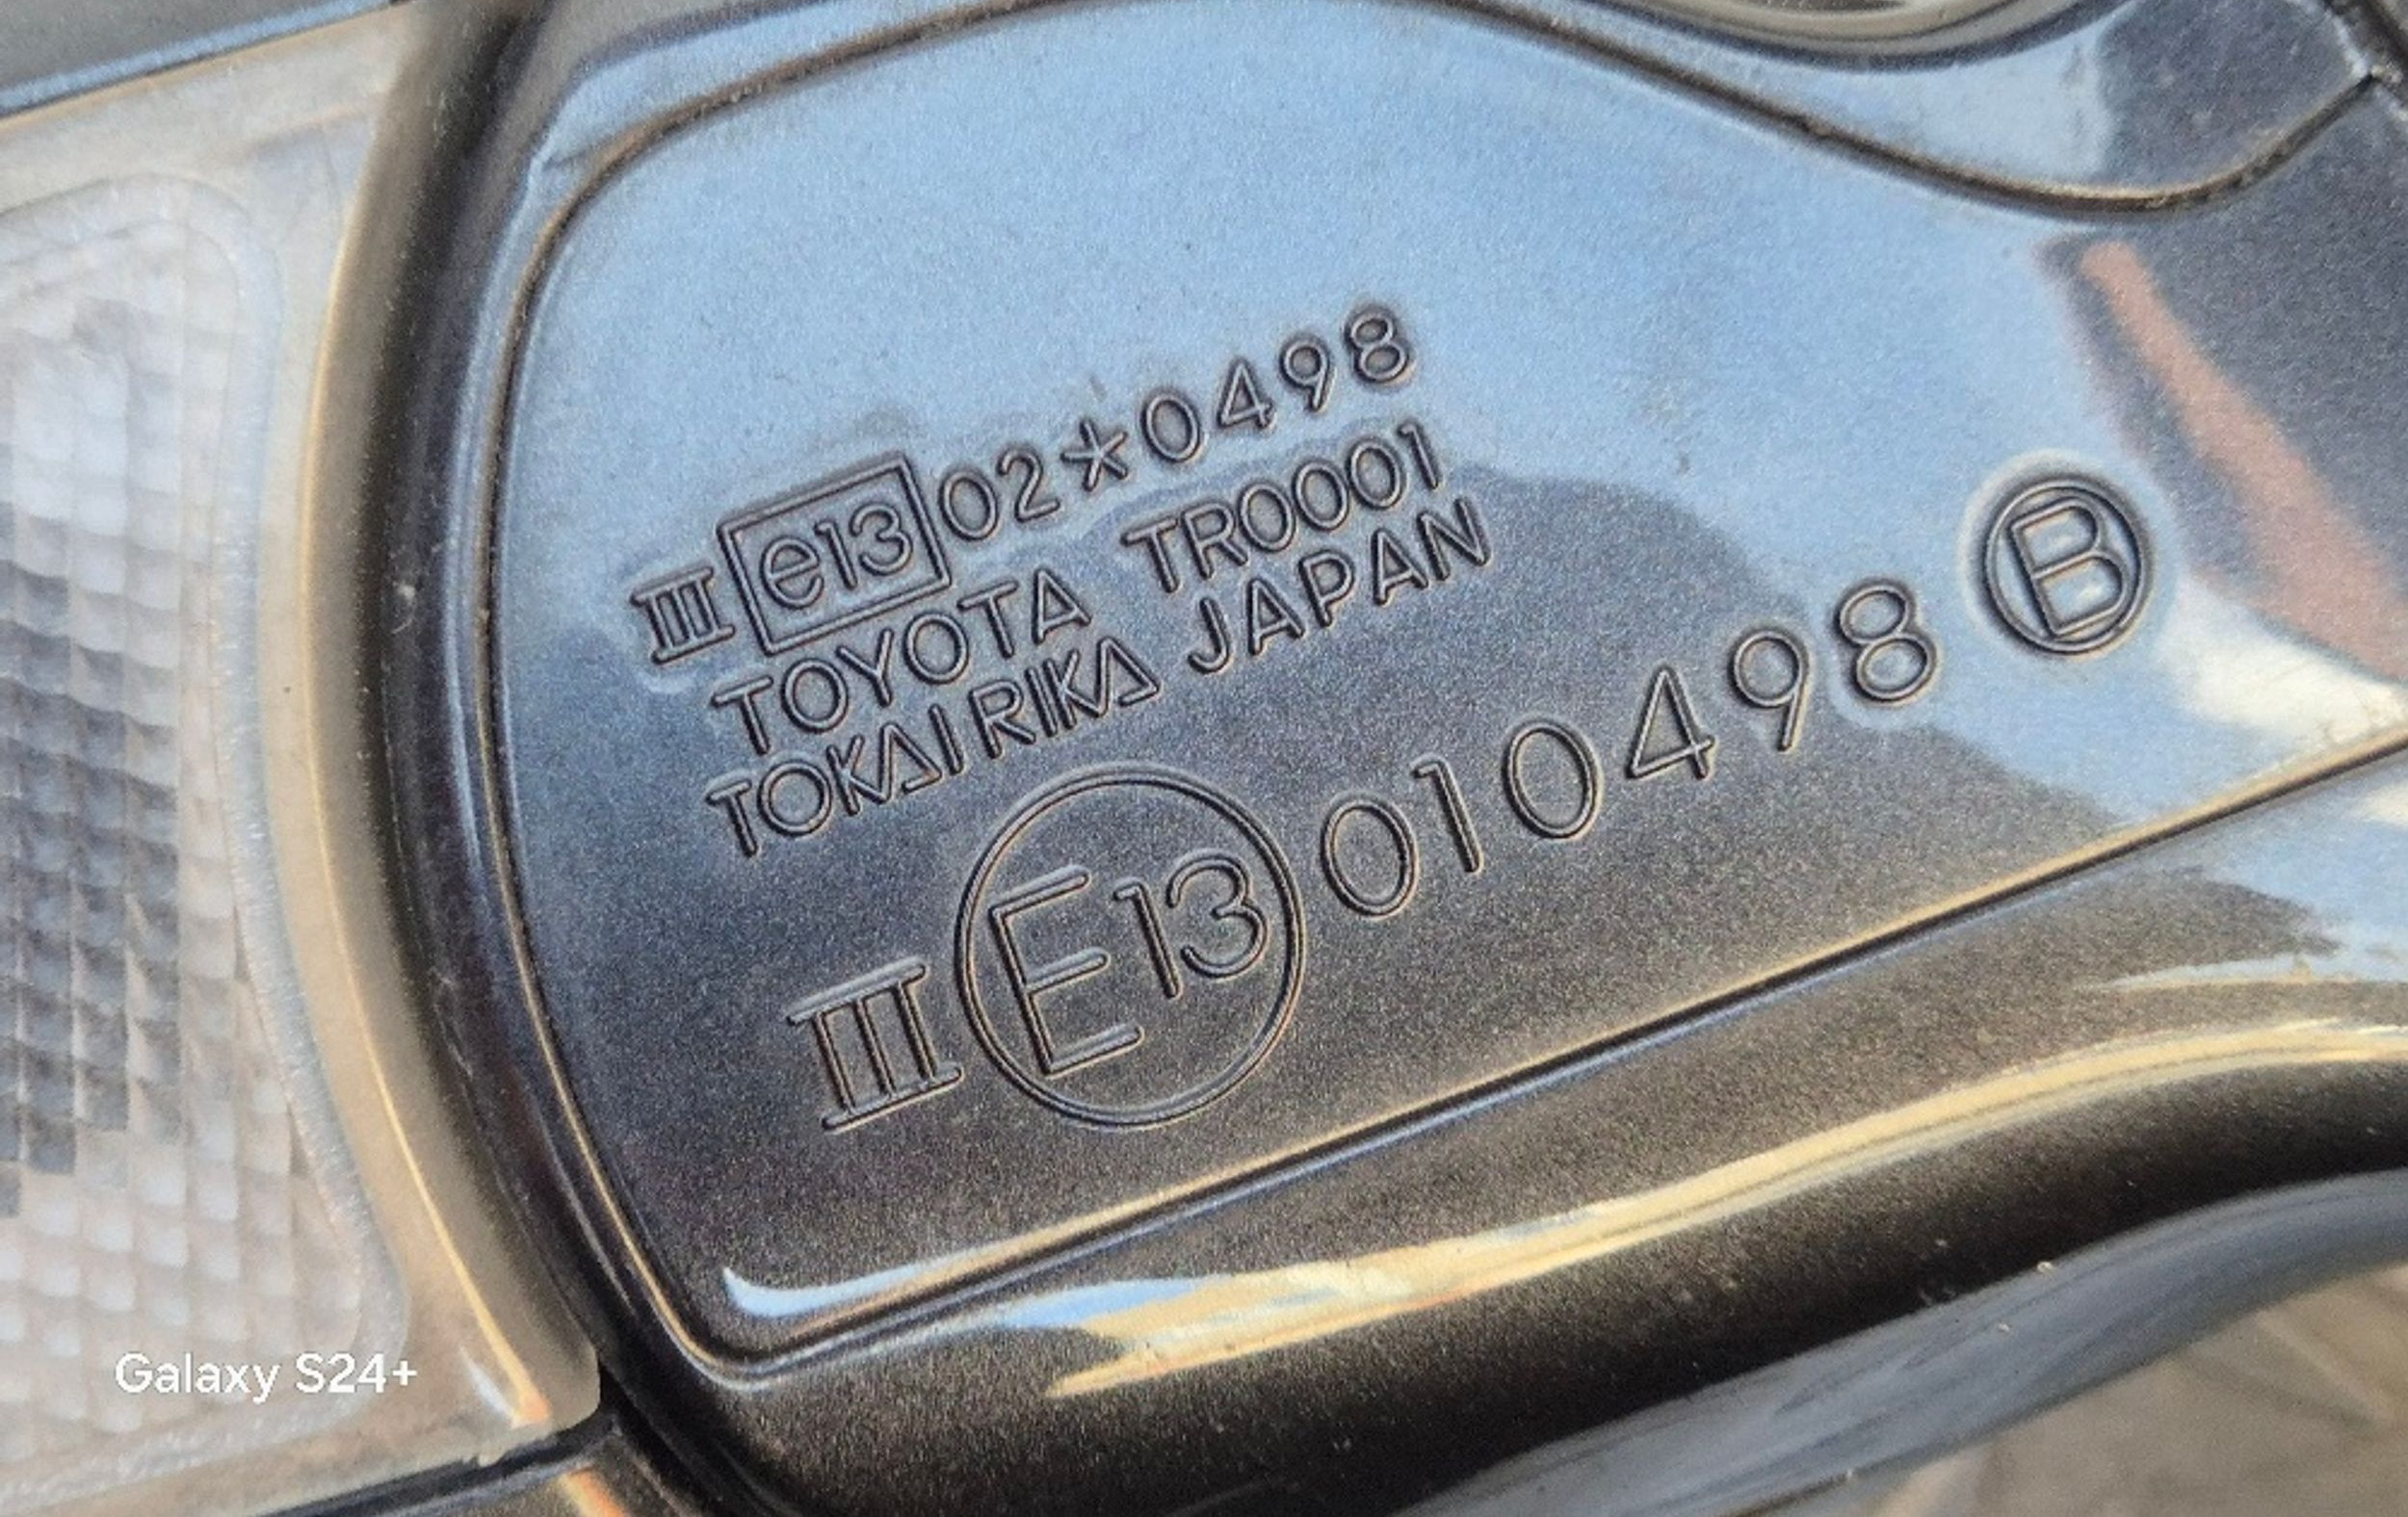 III e13 02*0498
TOYOTA TR0001
TOKAI RIKA JAPAN
III E13 010498 B
Galaxy S24+